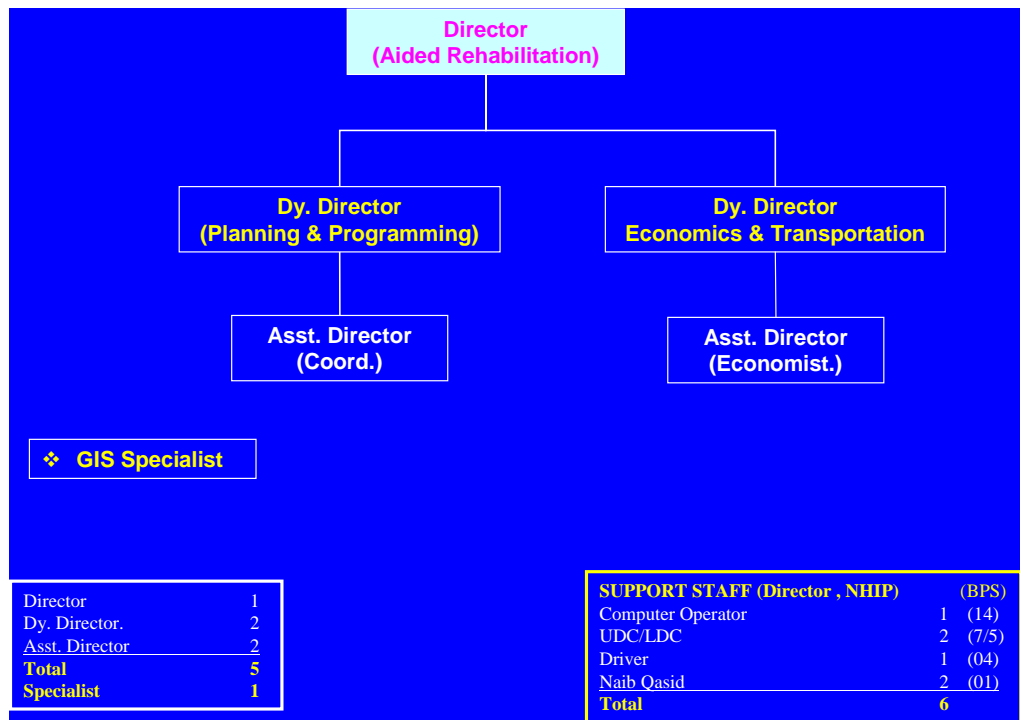 Director
(Aided Rehabilitation)
Dy. Director
(Planning & Programming)
Dy. Director
Economics & Transportation
Asst. Director
(Coord.)
Asst. Director
(Economist.)
❖ GIS Specialist
Director 1
Dy. Director. 2
Asst. Director 2
Total 5
Specialist 1
SUPPORT STAFF (Director , NHIP) (BPS)
Computer Operator 1 (14)
UDC/LDC 2 (7/5)
Driver 1 (04)
Naib Qasid 2 (01)
Total 6